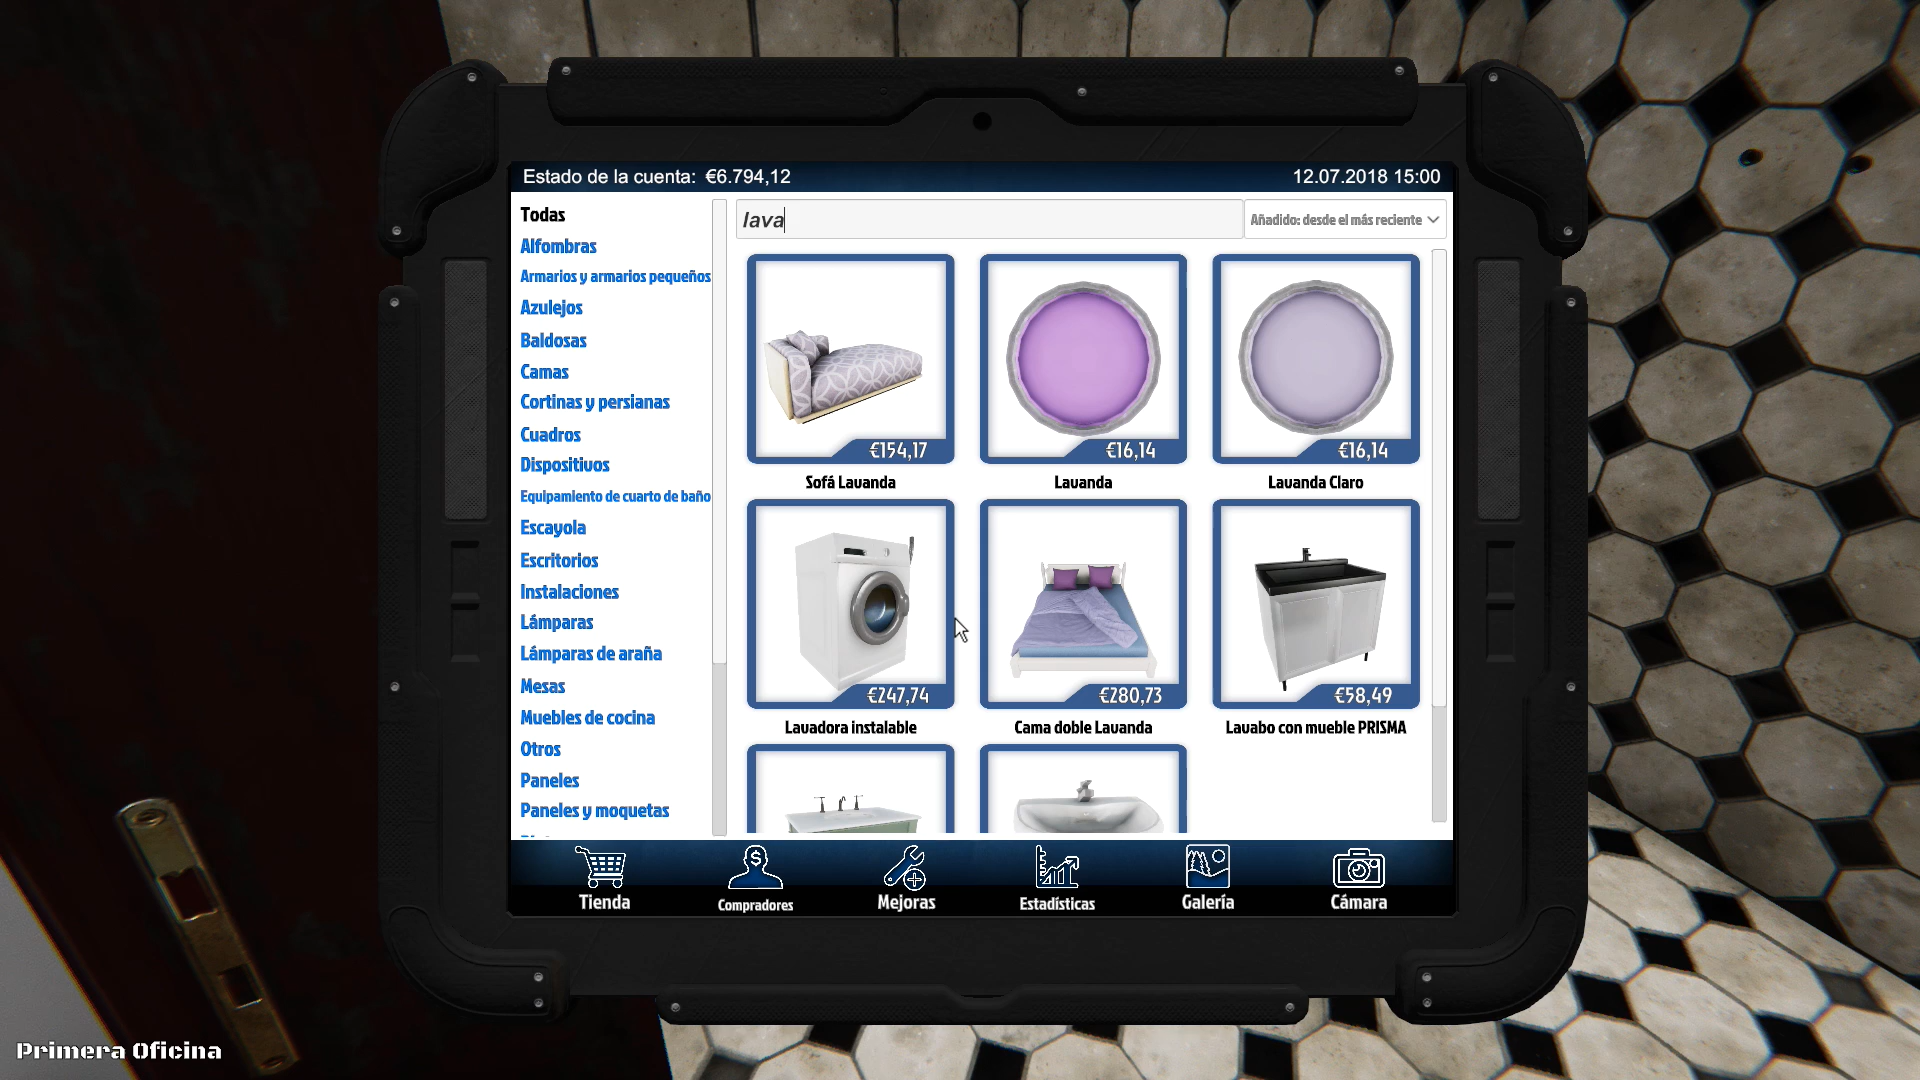 Estado de la cuenta: €6.794,12
12.07.2018 15:00
Todas
Alfombras
Armarios y armarios pequeños
Azulejos
Baldosas
Camas
Cortinas y persianas
Cuadros
Dispositivos
Equipamiento de cuarto de baño
Escayola
Escritorios
Instalaciones
Lámparas
Lámparas de araña
Mesas
Muebles de cocina
Otros
Paneles
Paneles y moquetas
lava
Añadido: desde el más reciente
€154,17
€16,14
€16,14
Sofá Lavanda
Lavanda
Lavanda Claro
€247,74
€280,73
€58,49
Lavadora instalable
Cama doble Lavanda
Lavabo con mueble PRISMA
Tienda
Compradores
Mejoras
Estadísticas
Galería
Cámara
Primera Oficina